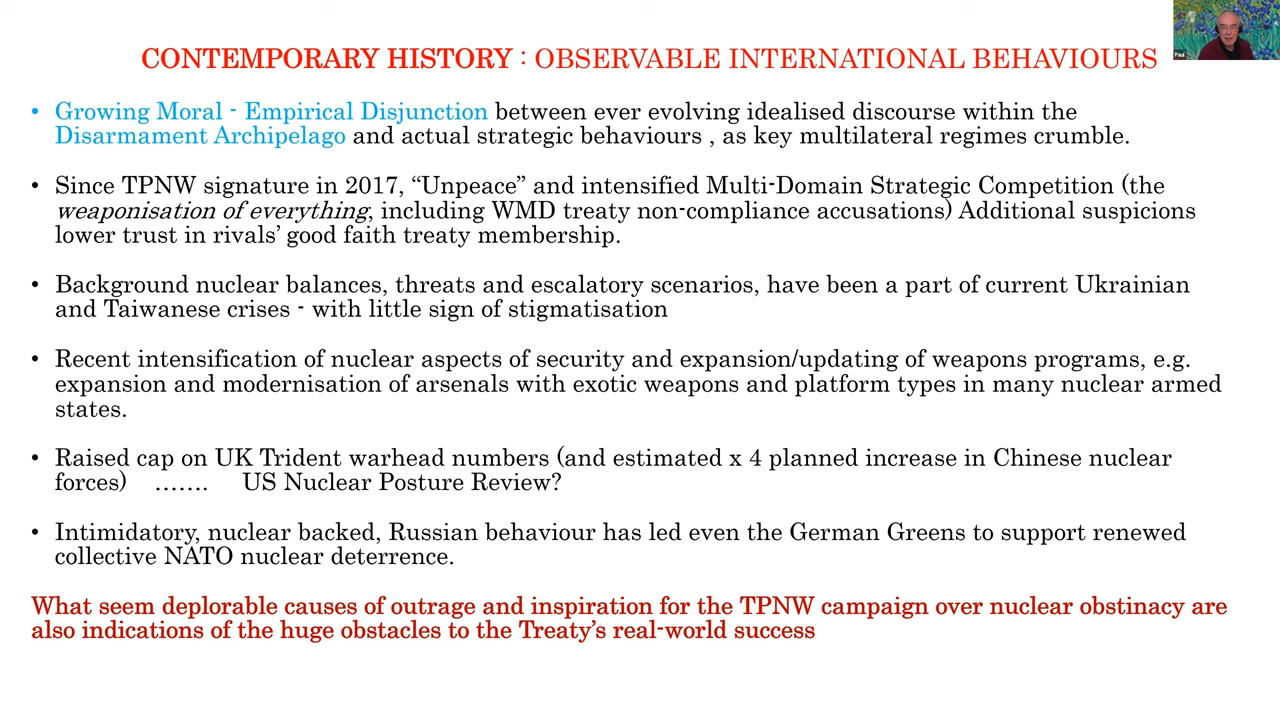 CONTEMPORARY HISTORY : OBSERVABLE INTERNATIONAL BEHAVIOURS
Paul
• Growing Moral - Empirical Disjunction between ever evolving idealised discourse within the
Disarmament Archipelago and actual strategic behaviours , as key multilateral regimes crumble.
• Since TPNW signature in 2017, “Unpeace” and intensified Multi-Domain Strategic Competition (the
weaponisation of everything, including WMD treaty non-compliance accusations) Additional suspicions
lower trust in rivals’ good faith treaty membership.
• Background nuclear balances, threats and escalatory scenarios, have been a part of current Ukrainian
and Taiwanese crises - with little sign of stigmatisation
• Recent intensification of nuclear aspects of security and expansion/updating of weapons programs, e.g.
expansion and modernisation of arsenals with exotic weapons and platform types in many nuclear armed
states.
• Raised cap on UK Trident warhead numbers (and estimated x 4 planned increase in Chinese nuclear
forces) ……. US Nuclear Posture Review?
• Intimidatory, nuclear backed, Russian behaviour has led even the German Greens to support renewed
collective NATO nuclear deterrence.
What seem deplorable causes of outrage and inspiration for the TPNW campaign over nuclear obstinacy are
also indications of the huge obstacles to the Treaty’s real-world success